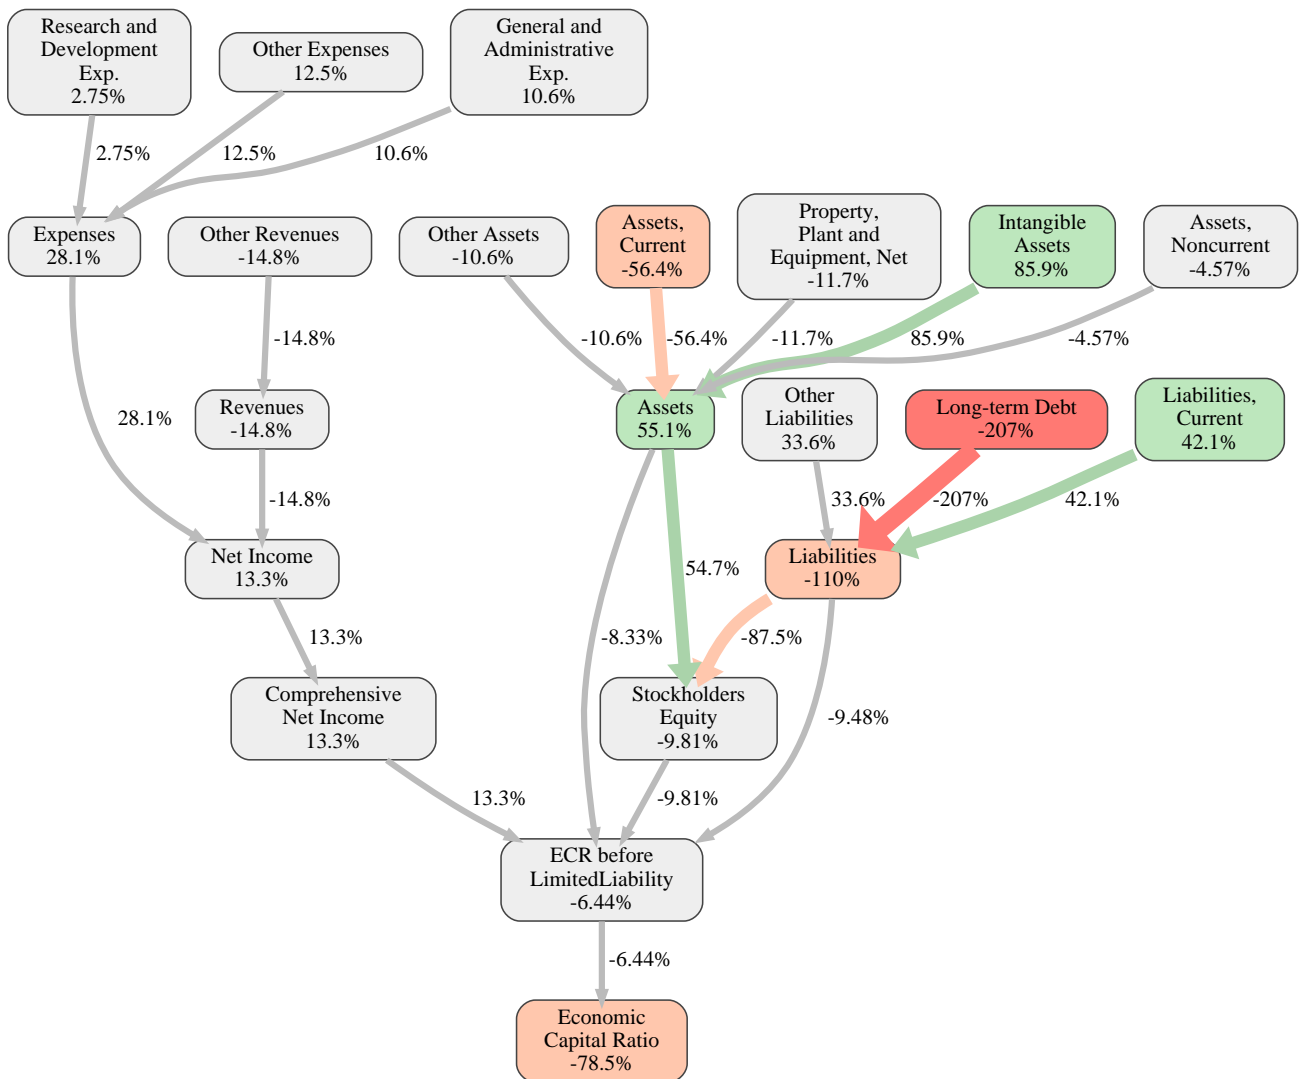 Research and
Development
Exp.
2.75%
Other Expenses
12.5%
General and
Administrative
Exp.
10.6%
2.75%
12.5%
10.6%
Expenses
28.1%
Other Revenues
-14.8%
Other Assets
-10.6%
Assets,
Current
-56.4%
Property,
Plant and
Equipment, Net
-11.7%
Intangible
Assets
85.9%
Assets,
Noncurrent
-4.57%
-14.8%
-10.6%
-56.4%
-11.7%
85.9%
-4.57%
28.1%
Revenues
-14.8%
Assets
55.1%
Other
Liabilities
33.6%
Long-term Debt
-207%
Liabilities,
Current
42.1%
-14.8%
33.6%
-207%
42.1%
Net Income
13.3%
54.7%
Liabilities
-110%
13.3%
-8.33%
-87.5%
Comprehensive
Net Income
13.3%
Stockholders
Equity
-9.81%
-9.48%
13.3%
-9.81%
ECR before
LimitedLiability
-6.44%
-6.44%
Economic
Capital Ratio
-78.5%